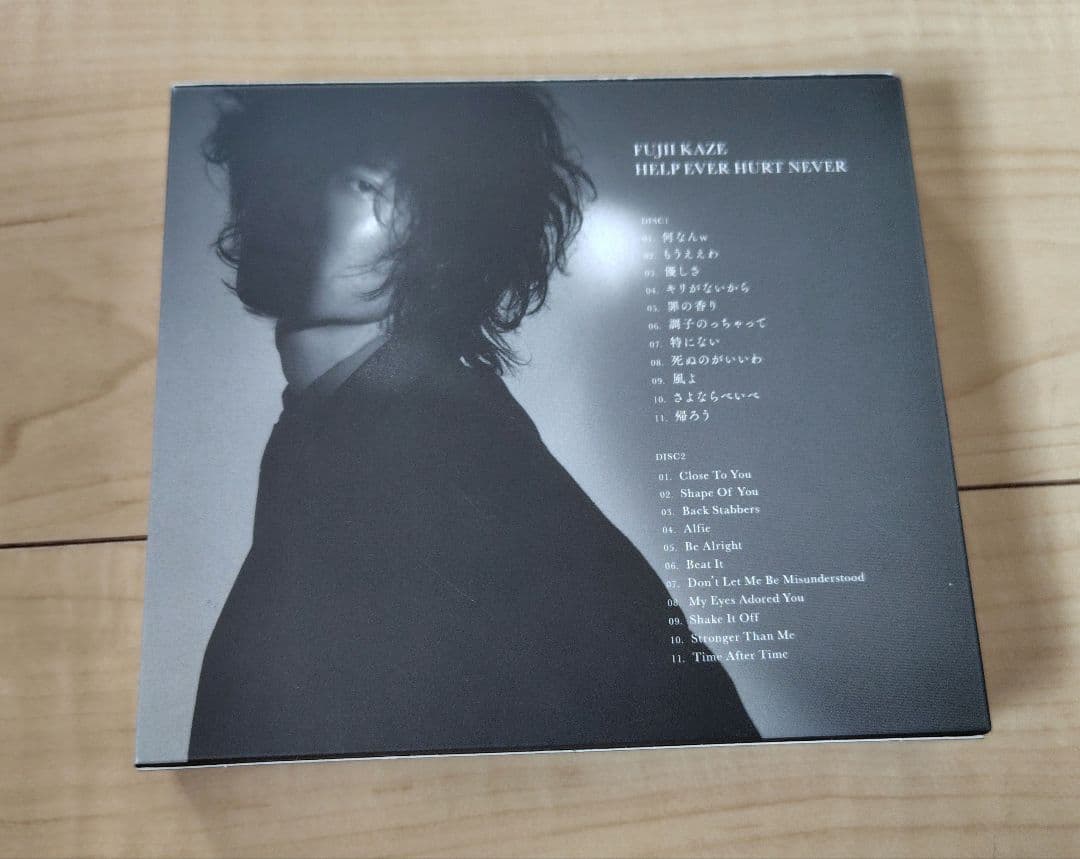 FUJII KAZE
HELP EVER HURT NEVER
DISC1
01. 何なんw
02. もうええわ
03. 優しさ
04. キリがないから
05. 罪の香り
06. 調子のっちゃって
07. 特にない
08. 死ぬのがいいわ
09. 風よ
10. さよならべいべ
11. 帰ろう
DISC2
01. Close To You
02. Shape Of You
03. Back Stabbers
04. Alfie
05. Be Alright
06. Beat It
07. Don't Let Me Be Misunderstood
08. My Eyes Adored You
09. Shake It Off
10. Stronger Than Me
11. Time After Time